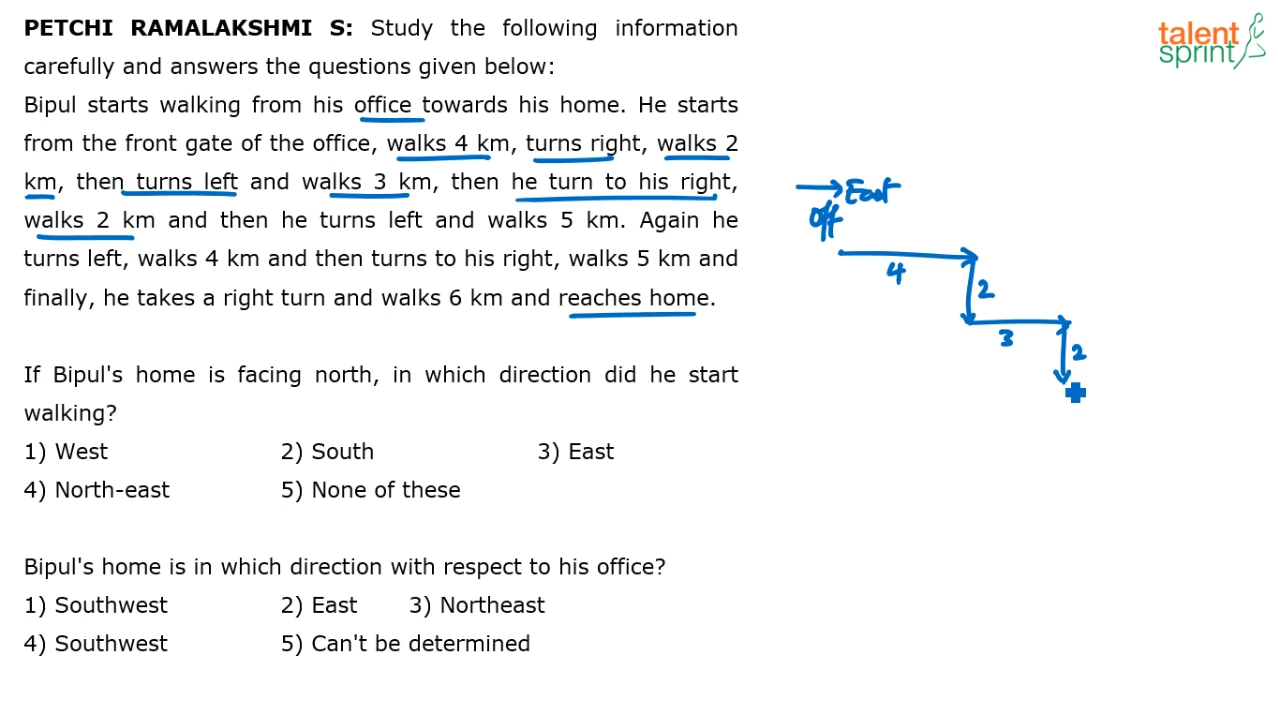 PETCHI RAMALAKSHMI S: Study the following information
carefully and answers the questions given below:
Bipul starts walking from his office towards his home. He starts
from the front gate of the office, walks 4 km, turns right, walks 2
km, then turns left and walks 3 km, then he turn to his right,
walks 2 km and then he turns left and walks 5 km. Again he
turns left, walks 4 km and then turns to his right, walks 5 km and
finally, he takes a right turn and walks 6 km and reaches home.
If Bipul's home is facing north, in which direction did he start
walking?
1) West 2) South 3) East
4) North-east 5) None of these
Bipul's home is in which direction with respect to his office?
1) Southwest 2) East 3) Northeast
4) Southwest 5) Can't be determined
talent
sprint
East
Off
4
2
3
2